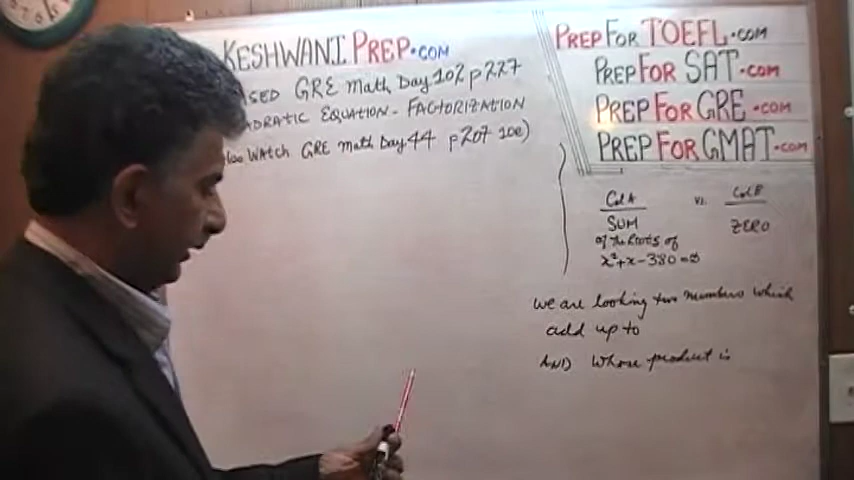 KESHWANI PREP.COM
ASED GRE Math Day 102 p227
ADRATIC EQUATION - FACTORIZATION
WATCH GRE Math Day 44 p207 10e)
PREP FOR TOEFL.COM
PREP FOR SAT.COM
PREP FOR GRE.COM
PREP FOR GMAT.COM
Col A vs. Col B
SUM ZERO
of the Roots of
x²+x-380=0
we are looking two numbers which
add up to
AND whose product is